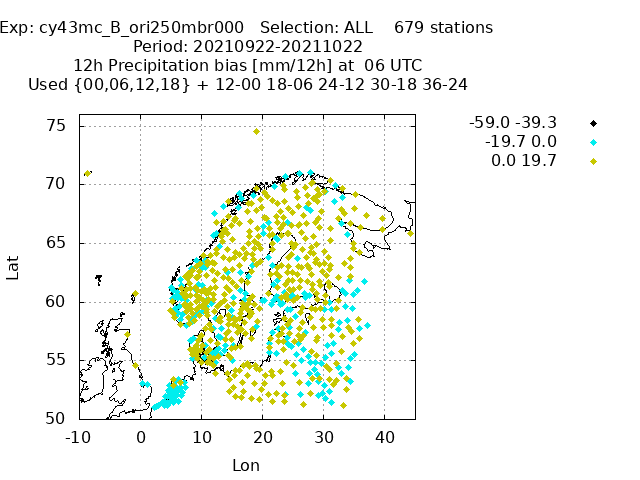 Exp: cy43mc_B_ori250mbr000   Selection: ALL    679 stations
Period: 20210922-20211022
12h Precipitation bias [mm/12h] at  06 UTC
Used {00,06,12,18} + 12-00 18-06 24-12 30-18 36-24
-59.0 -39.3
-19.7 0.0
0.0 19.7
75
70
65
60
55
50
Lat
-10 0 10 20 30 40
Lon